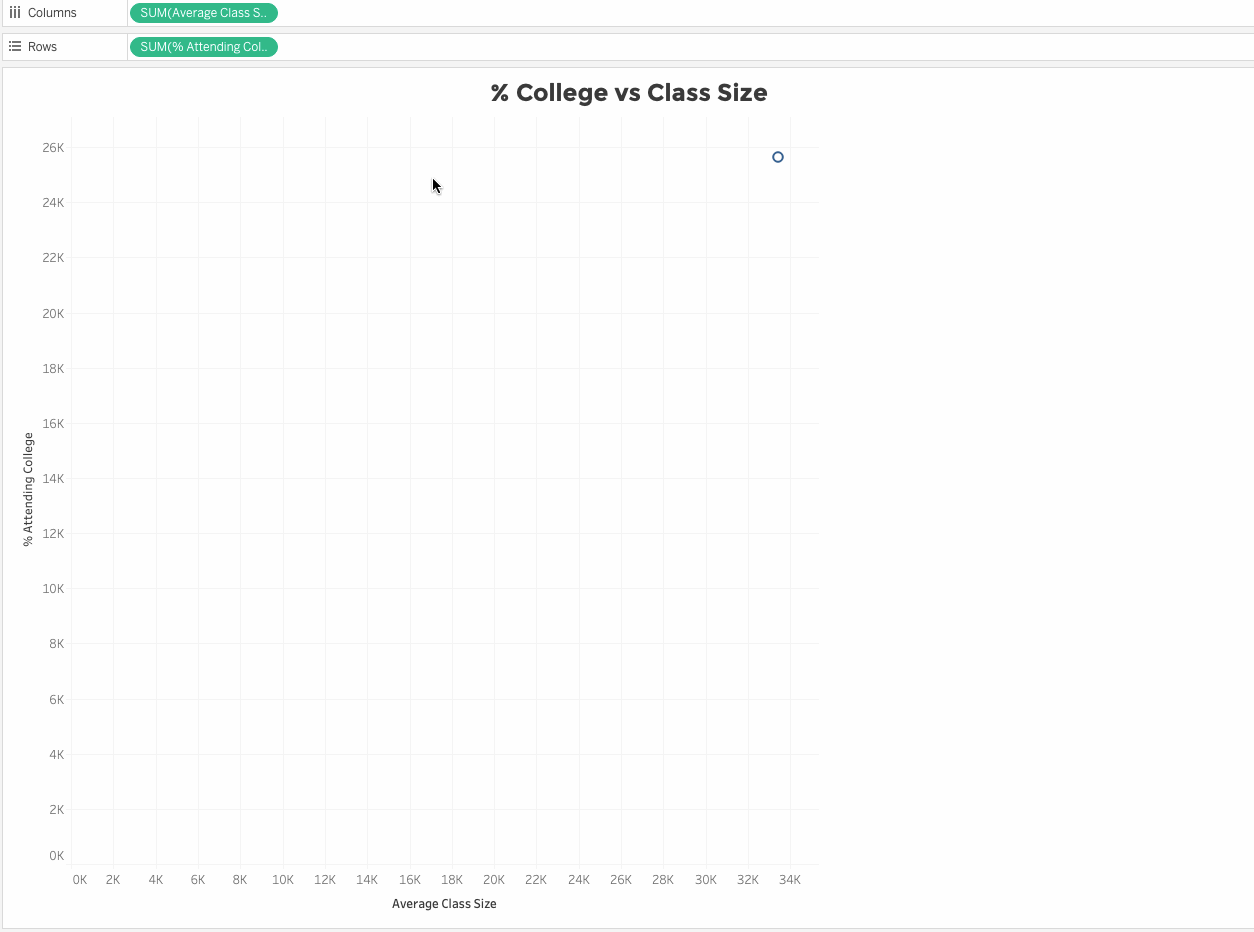 Columns SUM(Average Class S..
Rows SUM(% Attending Col..
% College vs Class Size
26K
24K
22K
20K
18K
16K
14K
12K
10K
8K
6K
4K
2K
0K
% Attending College
0K 2K 4K 6K 8K 10K 12K 14K 16K 18K 20K 22K 24K 26K 28K 30K 32K 34K
Average Class Size